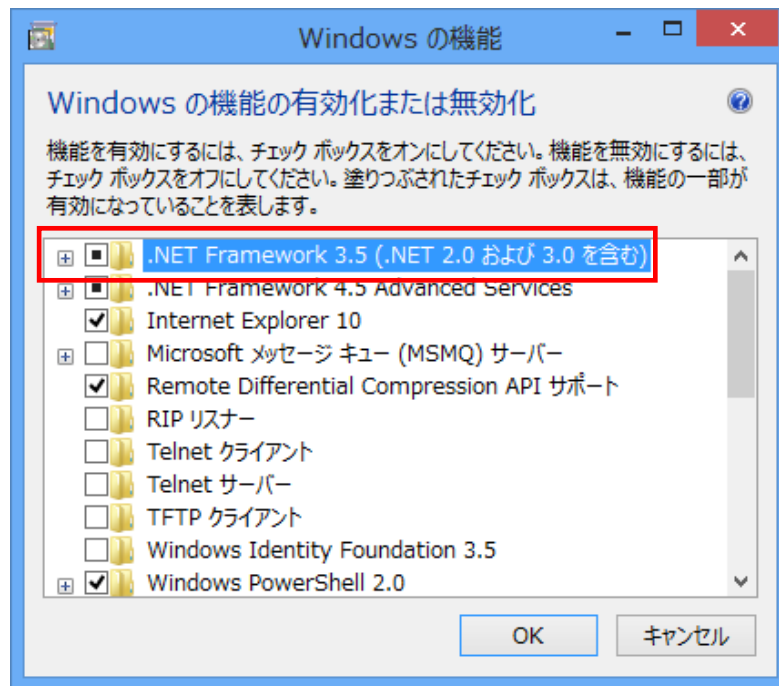 Windows の機能
Windows の機能の有効化または無効化
機能を有効にするには、チェック ボックスをオンにしてください。機能を無効にするには、
チェック ボックスをオフにしてください。塗りつぶされたチェック ボックスは、機能の一部が
有効になっていることを表します。
.NET Framework 3.5 (.NET 2.0 および 3.0 を含む)
.NET Framework 4.5 Advanced Services
Internet Explorer 10
Microsoft メッセージ キュー (MSMQ) サーバー
Remote Differential Compression API サポート
RIP リスナー
Telnet クライアント
Telnet サーバー
TFTP クライアント
Windows Identity Foundation 3.5
Windows PowerShell 2.0
OK キャンセル